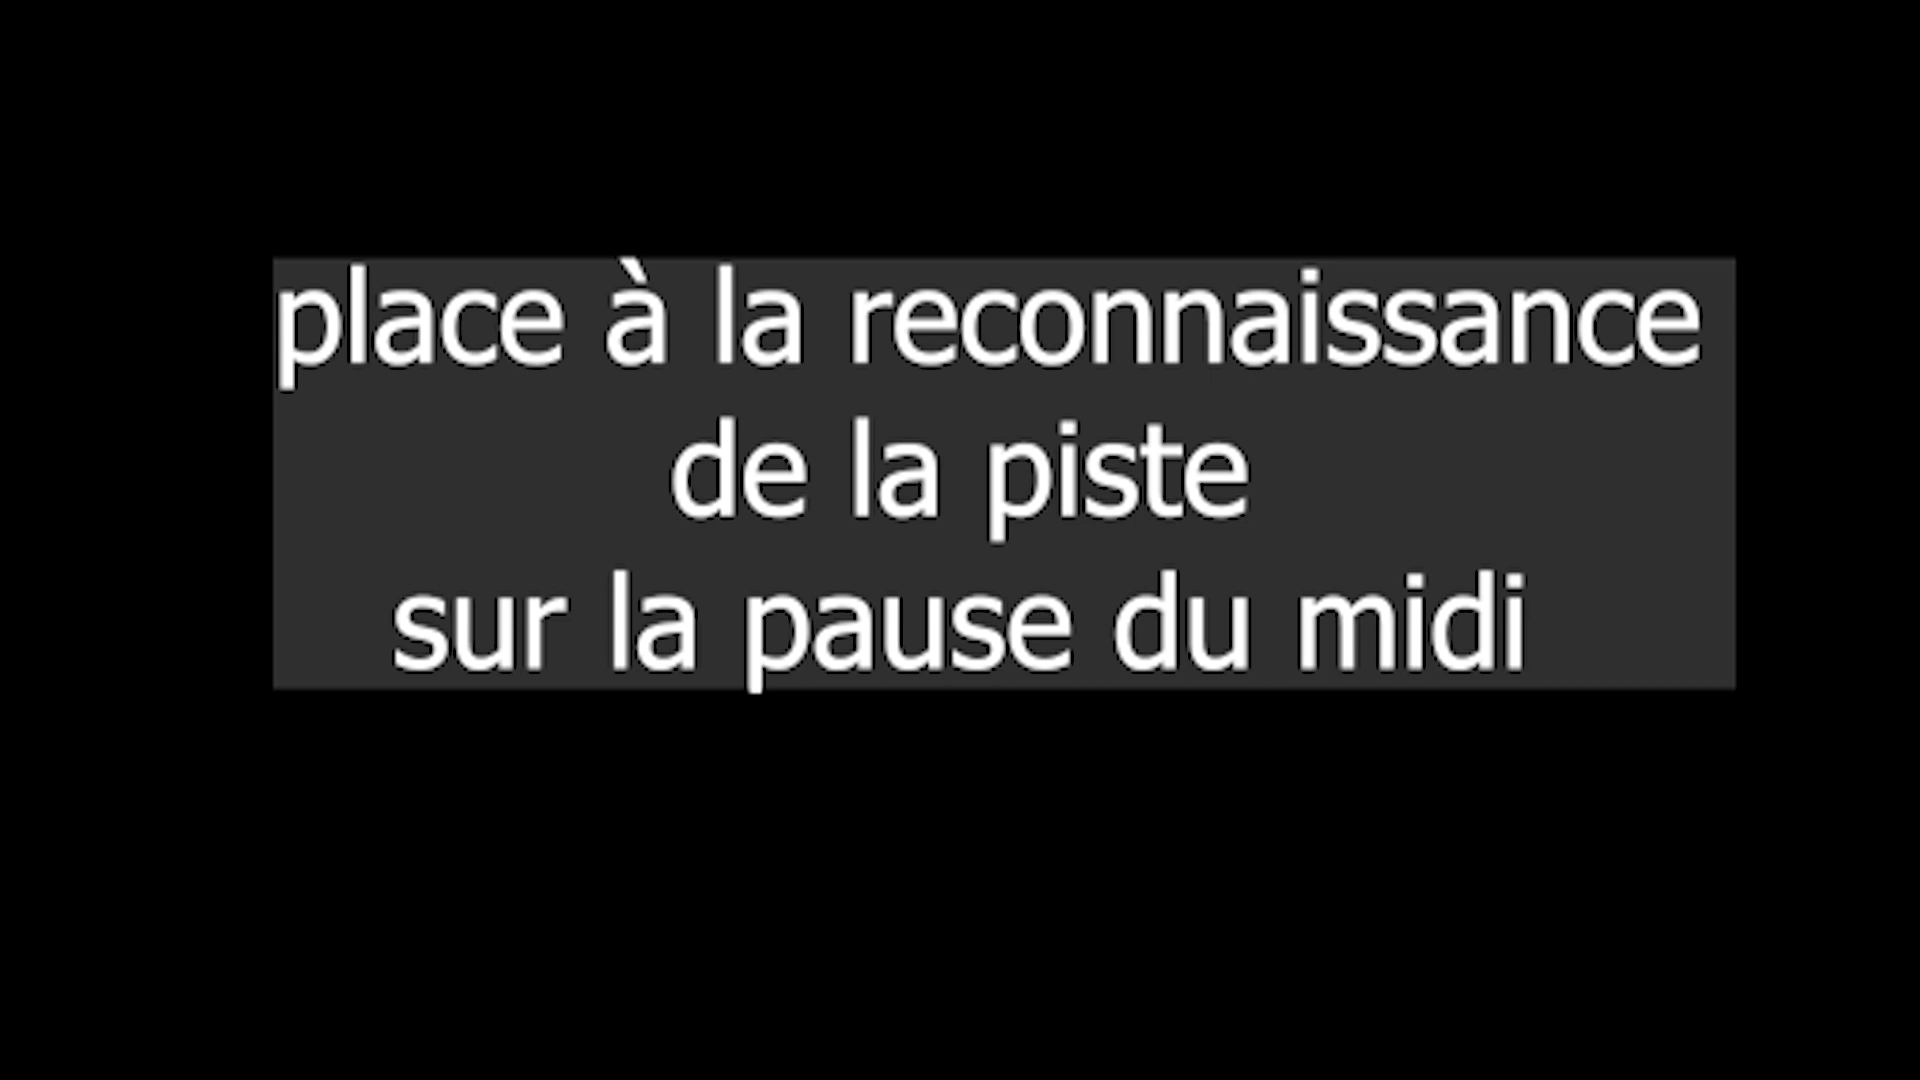 place à la reconnaissance
de la piste
sur la pause du midi